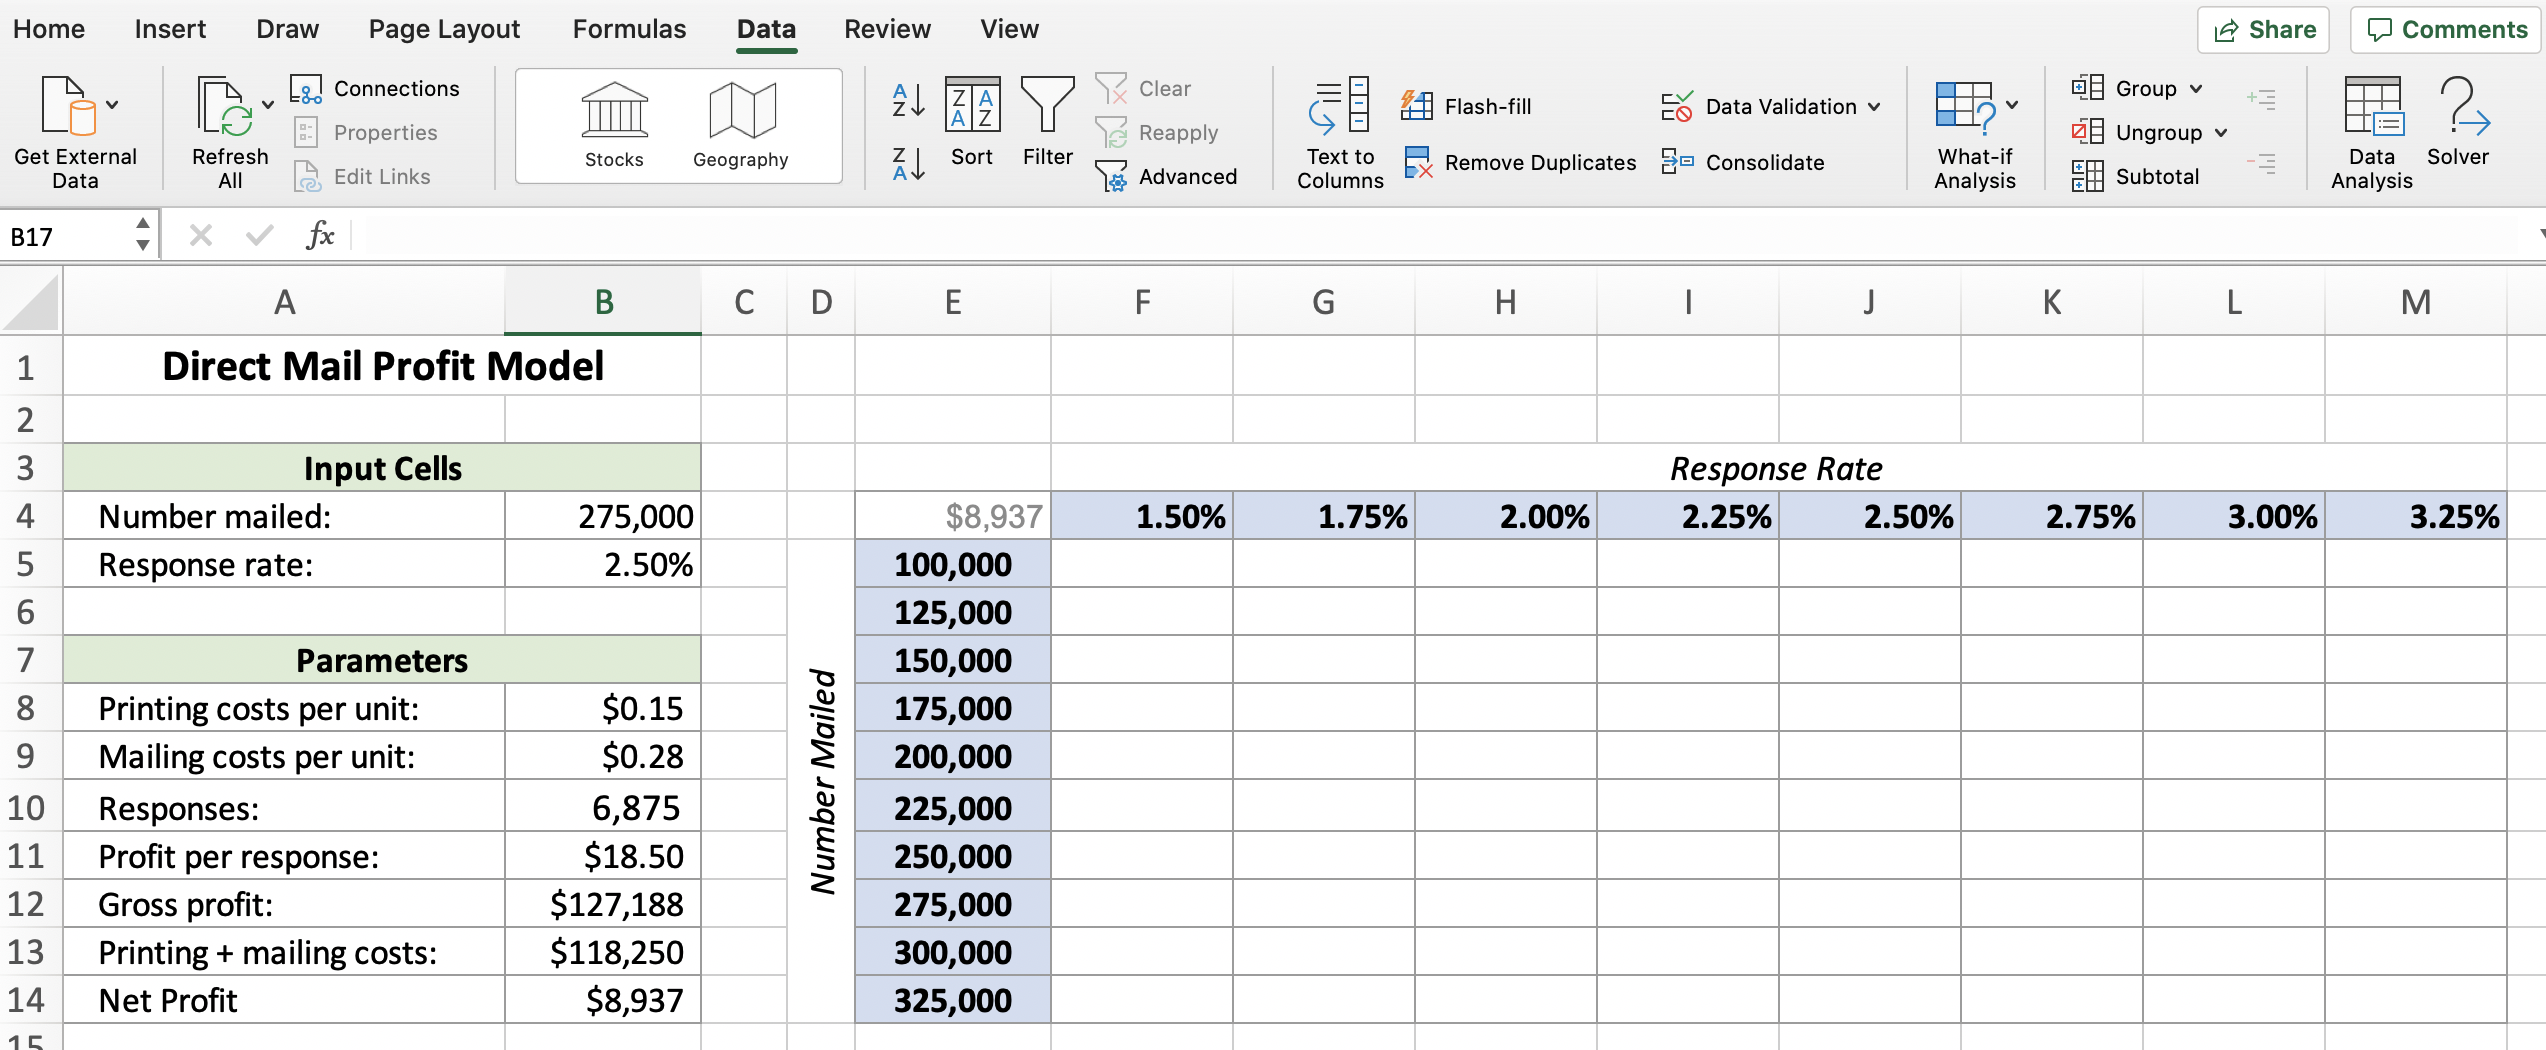 Home Insert Draw Page Layout Formulas Data Review View Share Comments
Get External Data
Refresh All
Connections
Properties
Edit Links
Stocks
Geography
A Z
Z A
Z A A Z
Sort
Filter
Clear
Reapply
Advanced
Text to Columns
Flash-fill
Remove Duplicates
Data Validation
Consolidate
What-if Analysis
Group
Ungroup
Subtotal
Data Analysis
Solver
B17 fx
A B C D E F G H I J K L M
1 Direct Mail Profit Model
2
3 Input Cells Response Rate
4 Number mailed: 275,000 $8,937 1.50% 1.75% 2.00% 2.25% 2.50% 2.75% 3.00% 3.25%
5 Response rate: 2.50% 100,000
6 125,000
7 Parameters 150,000
8 Printing costs per unit: $0.15 175,000
9 Mailing costs per unit: $0.28 200,000
10 Responses: 6,875 225,000
11 Profit per response: $18.50 250,000
12 Gross profit: $127,188 275,000
13 Printing + mailing costs: $118,250 300,000
14 Net Profit $8,937 325,000
15
Number Mailed